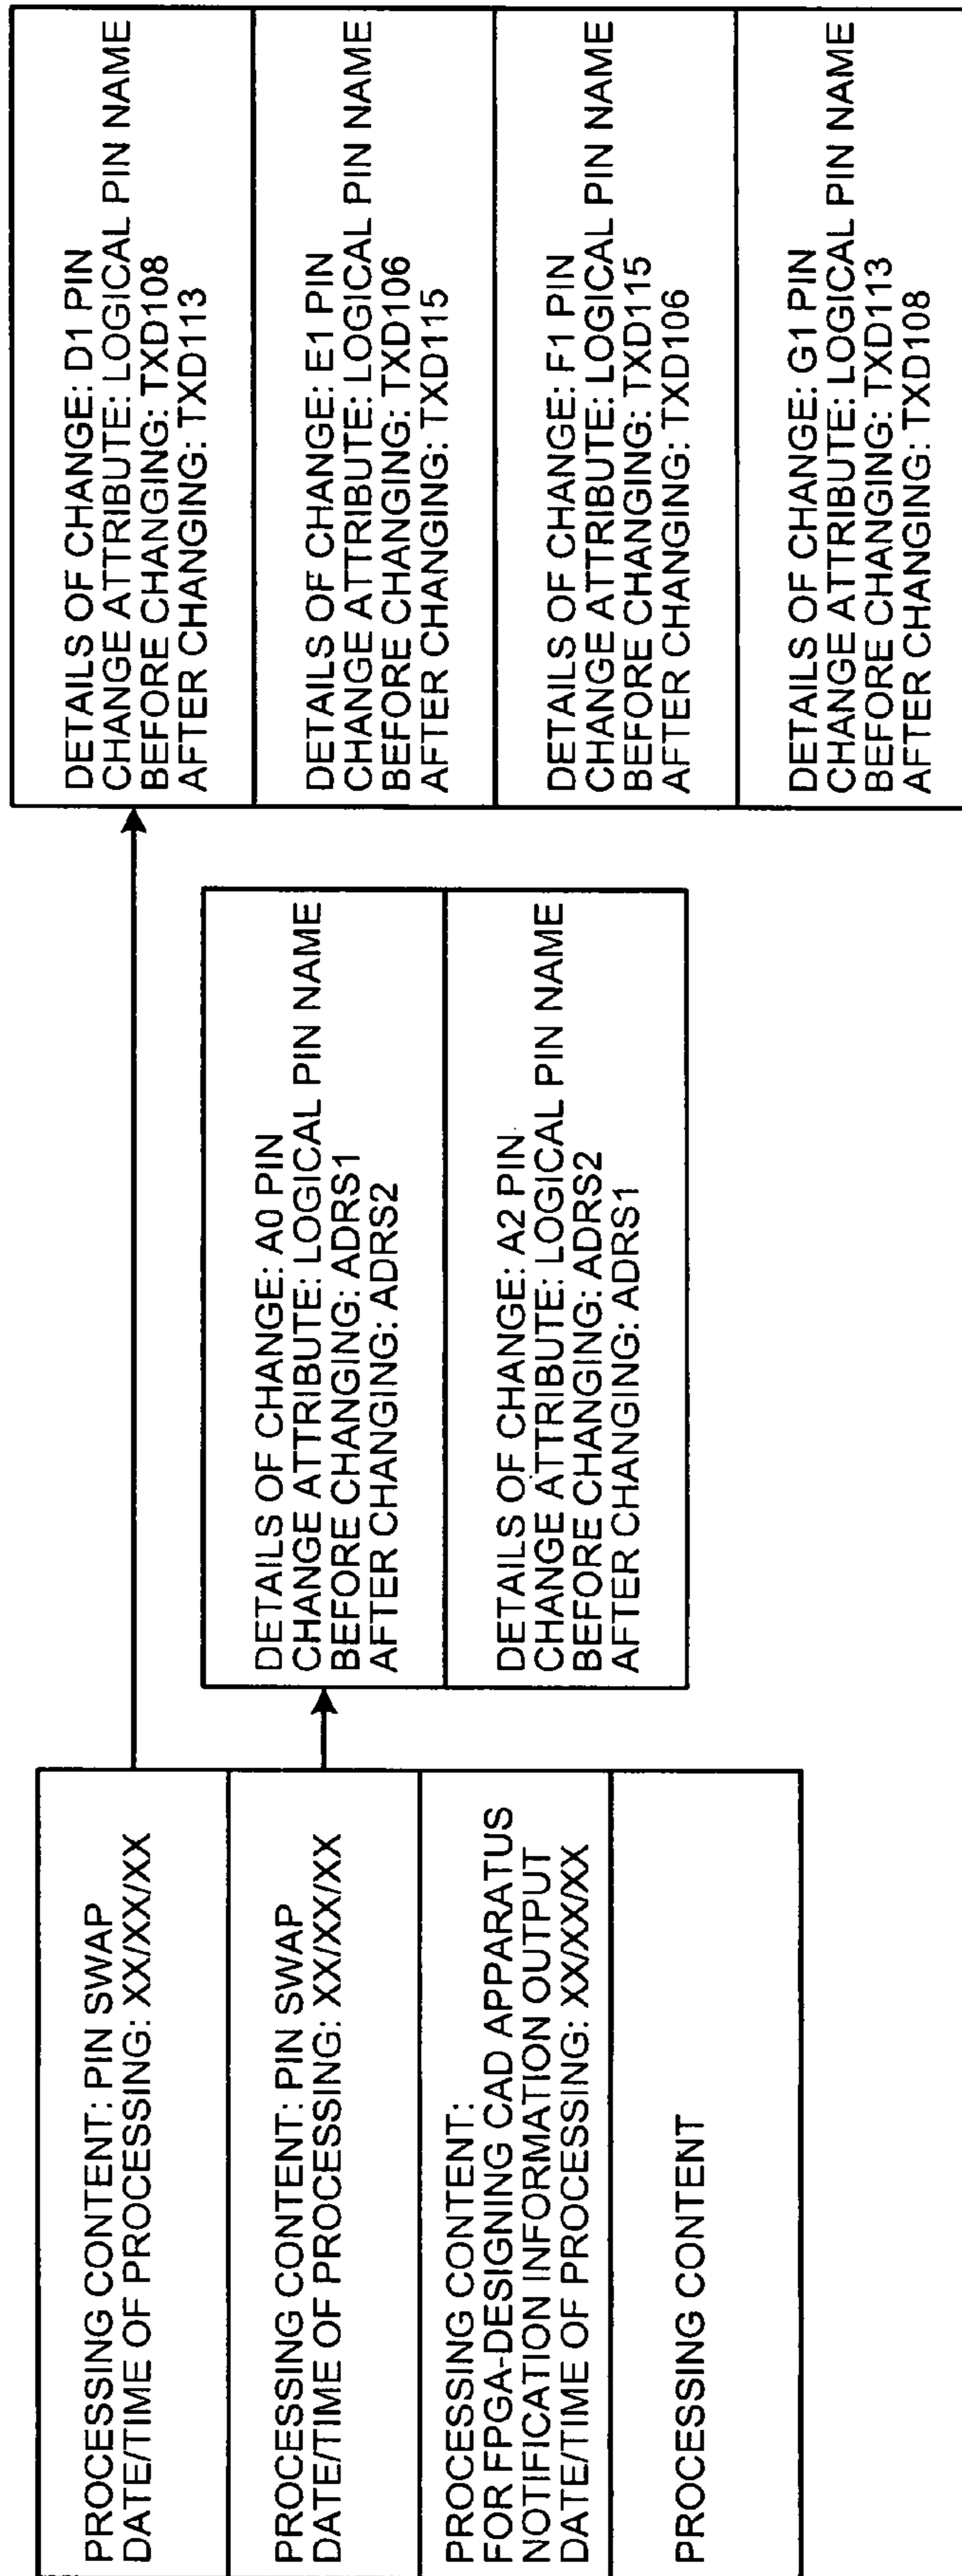 PROCESSING CONTENT: PIN SWAP
DATE/TIME OF PROCESSING: XX/XX/XX
PROCESSING CONTENT: PIN SWAP
DATE/TIME OF PROCESSING: XX/XX/XX
PROCESSING CONTENT:
FOR FPGA-DESIGNING CAD APPARATUS
NOTIFICATION INFORMATION OUTPUT
DATE/TIME OF PROCESSING: XX/XX/XX
PROCESSING CONTENT
DETAILS OF CHANGE: A0 PIN
CHANGE ATTRIBUTE: LOGICAL PIN NAME
BEFORE CHANGING: ADRS1
AFTER CHANGING: ADRS2
DETAILS OF CHANGE: A2 PIN
CHANGE ATTRIBUTE: LOGICAL PIN NAME
BEFORE CHANGING: ADRS2
AFTER CHANGING: ADRS1
DETAILS OF CHANGE: D1 PIN
CHANGE ATTRIBUTE: LOGICAL PIN NAME
BEFORE CHANGING: TXD108
AFTER CHANGING: TXD113
DETAILS OF CHANGE: E1 PIN
CHANGE ATTRIBUTE: LOGICAL PIN NAME
BEFORE CHANGING: TXD106
AFTER CHANGING: TXD115
DETAILS OF CHANGE: F1 PIN
CHANGE ATTRIBUTE: LOGICAL PIN NAME
BEFORE CHANGING: TXD115
AFTER CHANGING: TXD106
DETAILS OF CHANGE: G1 PIN
CHANGE ATTRIBUTE: LOGICAL PIN NAME
BEFORE CHANGING: TXD113
AFTER CHANGING: TXD108